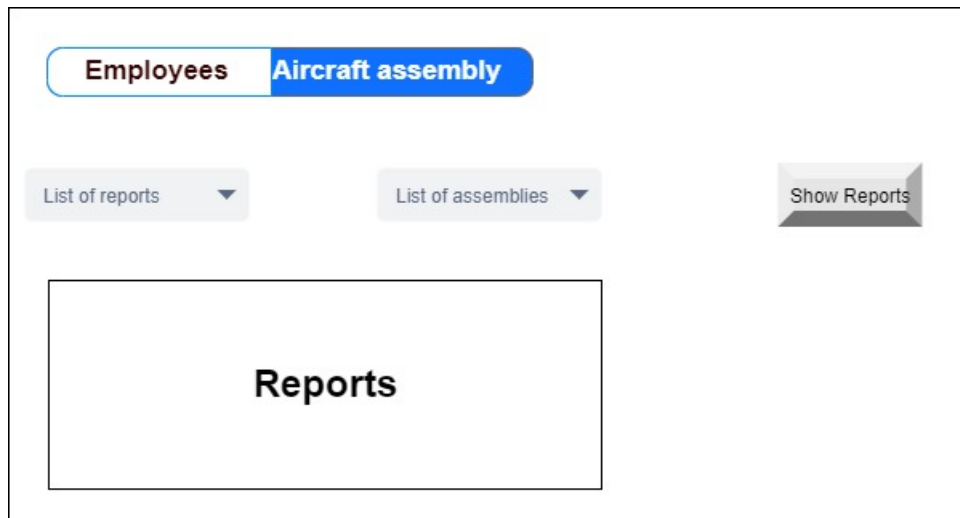 Employees Aircraft assembly
List of reports List of assemblies Show Reports
Reports